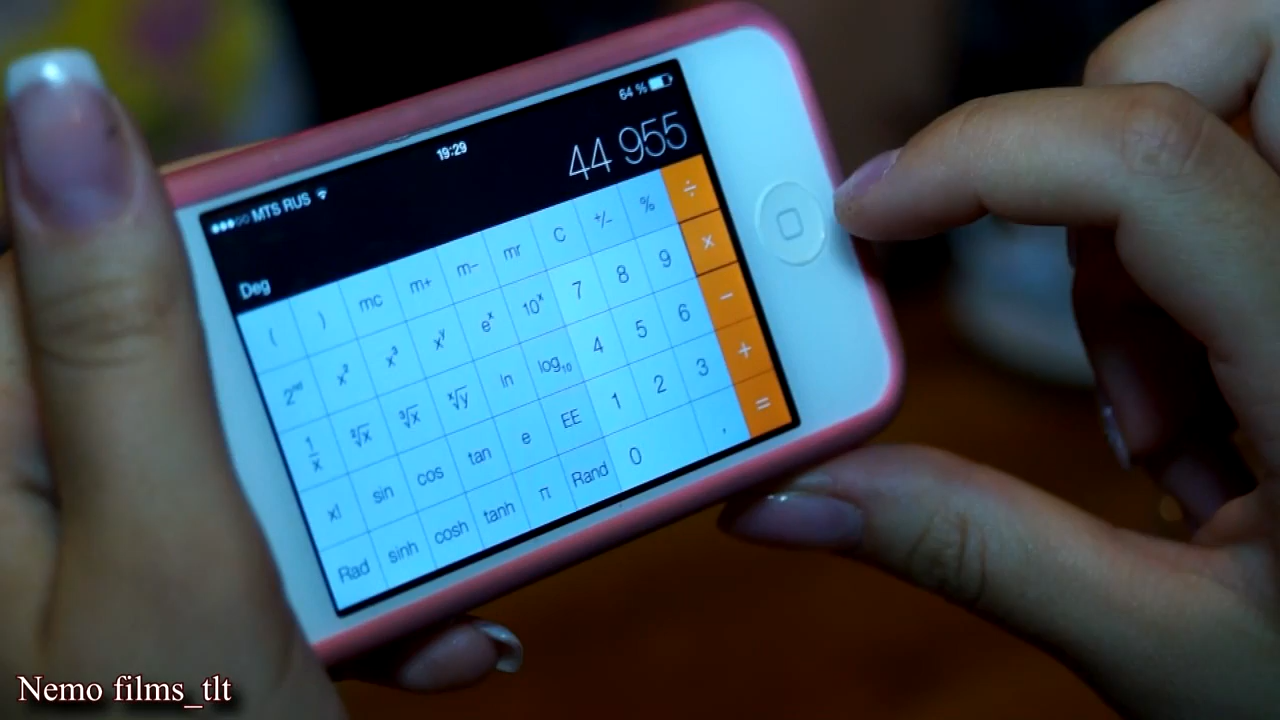 ●●●○○ MTS RUS 19:29 64 %
44 955
Deg
( ) mc m+ m- mr C +/- % ÷
2ⁿᵈ x² x³ xʸ eˣ 10ˣ 7 8 9 ×
1/x ²√x ³√x ˣ√y ln log₁₀ 4 5 6 −
x! sin cos tan e EE 1 2 3 +
Rad sinh cosh tanh π Rand 0 , =
Nemo films_tlt